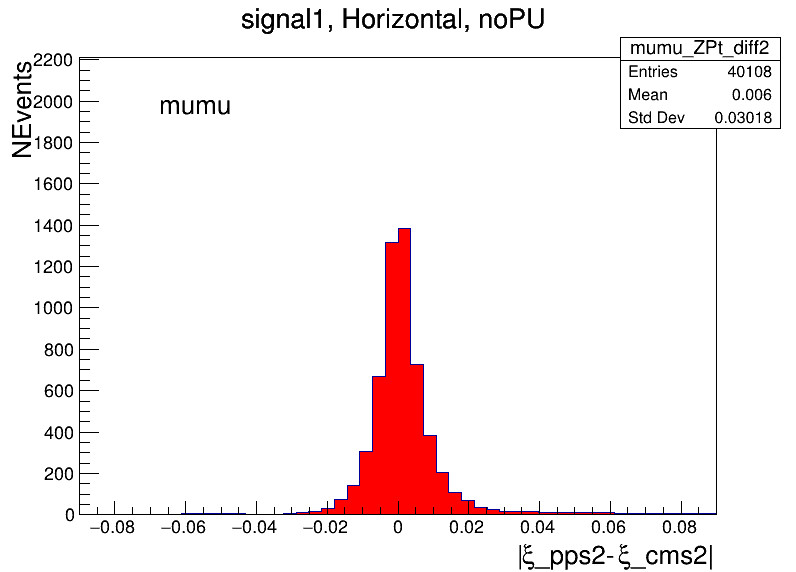 signal1, Horizontal, noPU
mumu_ZPt_diff2
Entries 40108
Mean 0.006
Std Dev 0.03018
NEvents
mumu
2200
2000
1800
1600
1400
1200
1000
800
600
400
200
0
−0.08 −0.06 −0.04 −0.02 0 0.02 0.04 0.06 0.08
|ξ_pps2-ξ_cms2|